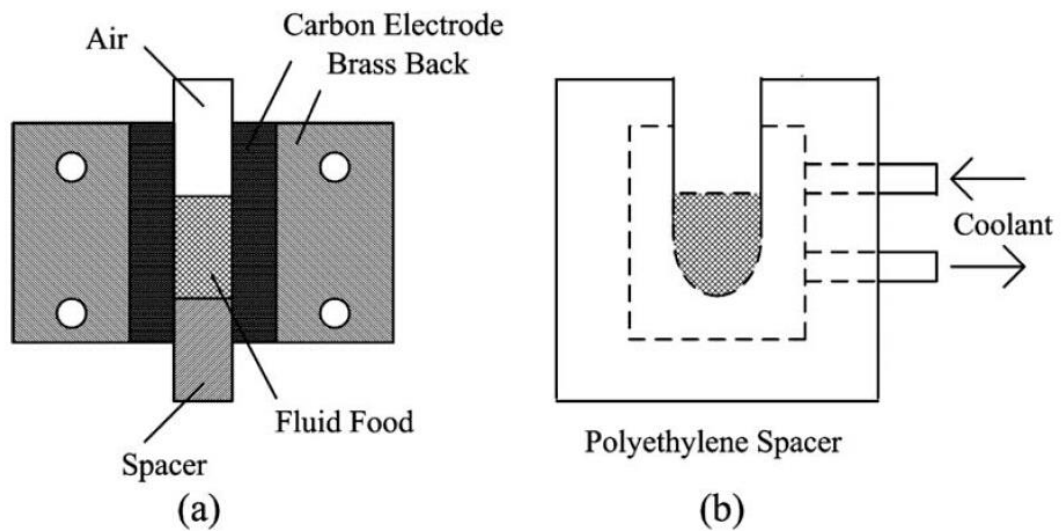 Air
Carbon Electrode
Brass Back
Fluid Food
Spacer
(a)
Coolant
Polyethylene Spacer
(b)